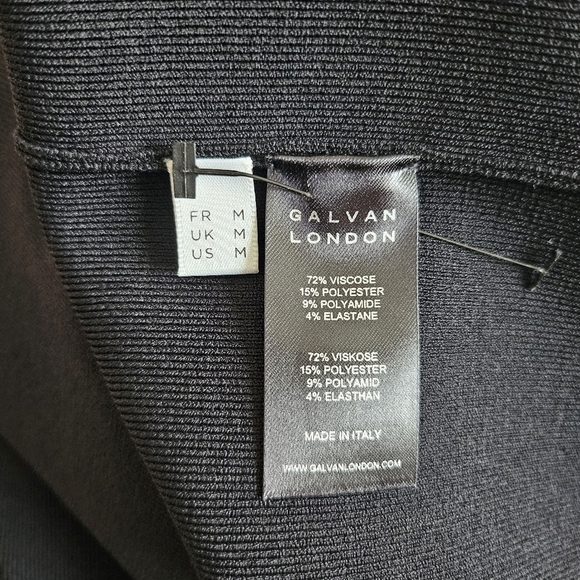 FR M
UK M
US M
GALVAN
LONDON
72% VISCOSE
15% POLYESTER
9% POLYAMIDE
4% ELASTANE
72% VISKOSE
15% POLYESTER
9% POLYAMID
4% ELASTHAN
MADE IN ITALY
WWW.GALVANLONDON.COM